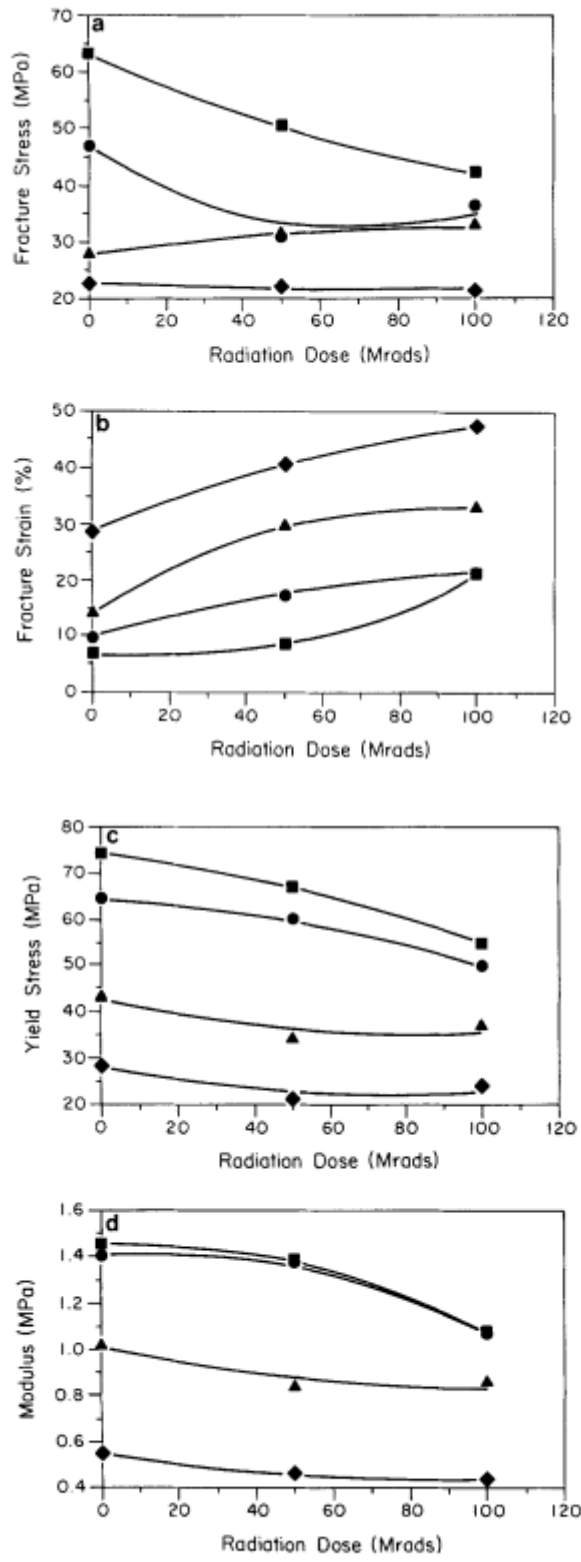 a
70
60
50
40
30
20
Fracture Stress (MPa)
0 20 40 60 80 100 120
Radiation Dose (Mrads)
b
50
40
30
20
10
0
Fracture Strain (%)
0 20 40 60 80 100 120
Radiation Dose (Mrads)
c
80
70
60
50
40
30
20
Yield Stress (MPa)
0 20 40 60 80 100 120
Radiation Dose (Mrads)
d
1.6
1.4
1.2
1.0
0.8
0.6
0.4
Modulus (MPa)
0 20 40 60 80 100 120
Radiation Dose (Mrads)